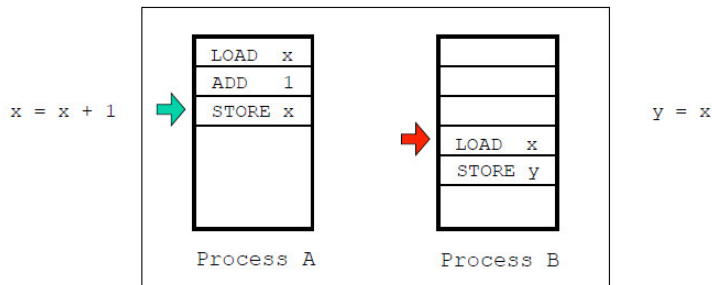 x = x + 1
LOAD x
ADD 1
STORE x
Process A
LOAD x
STORE y
Process B
y = x